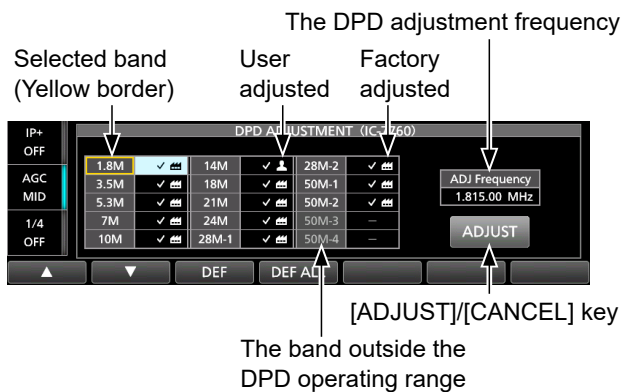 The DPD adjustment frequency
Selected band
(Yellow border)
User
adjusted
Factory
adjusted
IP+
OFF
AGC
MID
1/4
OFF
DPD ADJUSTMENT (IC-7760)
1.8M ✓ 14M ✓ 28M-2 ✓
3.5M ✓ 18M ✓ 50M-1 ✓
5.3M ✓ 21M ✓ 50M-2 ✓
7M ✓ 24M ✓ 50M-3 –
10M ✓ 28M-1 ✓ 50M-4 –
ADJ Frequency
1.815.00 MHz
ADJUST
▲ ▼ DEF DEF ALL
[ADJUST]/[CANCEL] key
The band outside the
DPD operating range